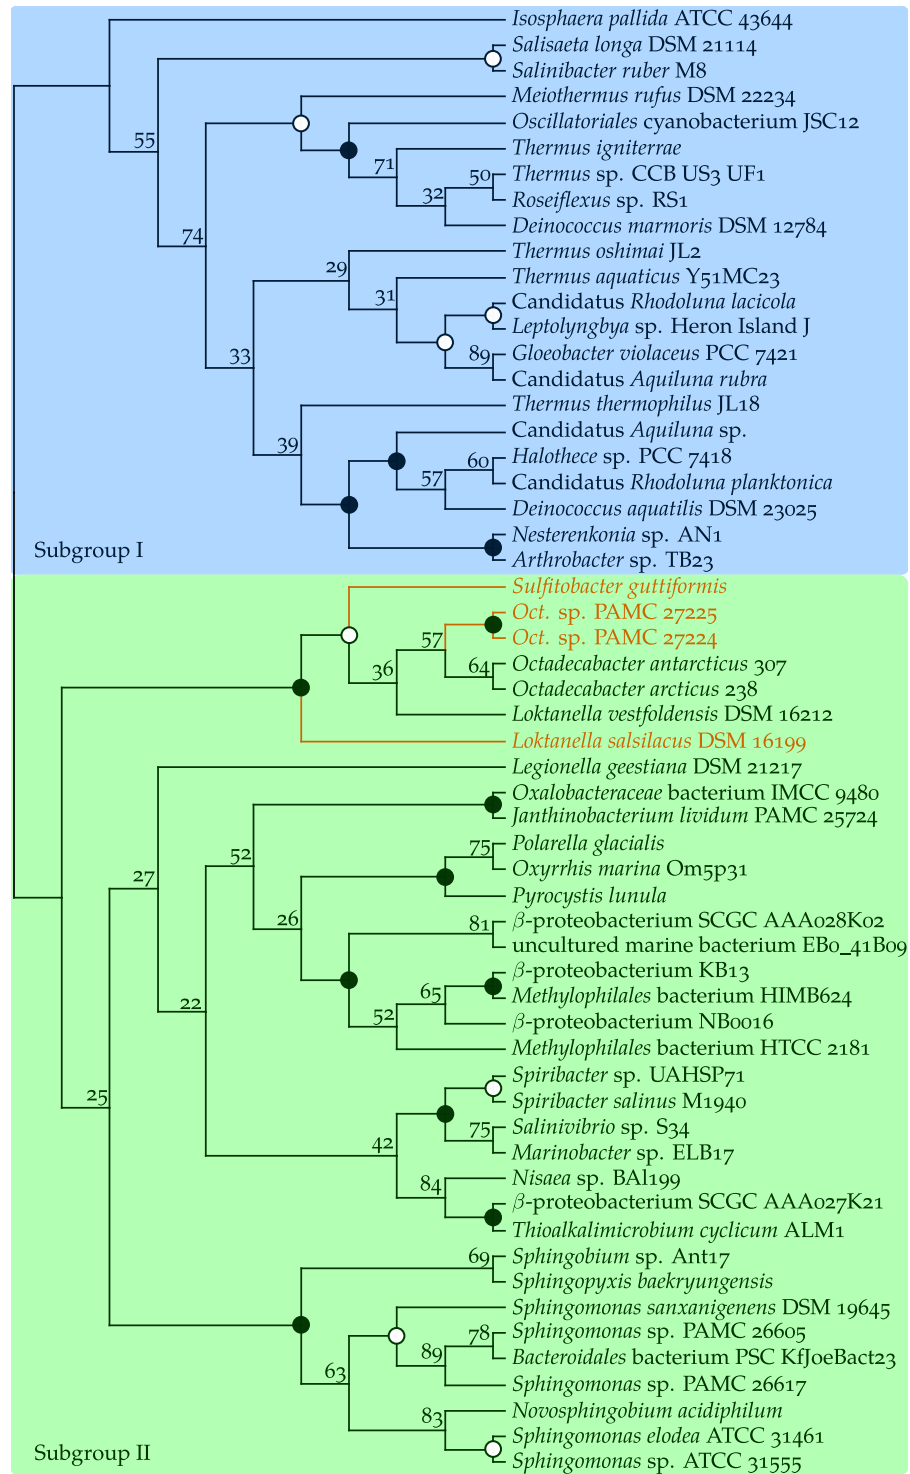 Isosphaera pallida ATCC 43644
Salisaeta longa DSM 21114
Salinibacter ruber M8
Meiothermus rufus DSM 22234
Oscillatoriales cyanobacterium JSC12
55
Thermus igniterrae
71
Thermus sp. CCB US3 UF1
50
Roseiflexus sp. RS1
32
Deinococcus marmoris DSM 12784
74
Thermus oshimai JL2
29
Thermus aquaticus Y51MC23
Candidatus Rhodoluna lacicola
31
Leptolyngbya sp. Heron Island J
Gloeobacter violaceus PCC 7421
89
33
Candidatus Aquiluna rubra
Thermus thermophilus JL18
Candidatus Aquiluna sp.
39
Halothece sp. PCC 7418
60
57
Candidatus Rhodoluna planktonica
Deinococcus aquatilis DSM 23025
Nesterenkonia sp. AN1
Subgroup I
Arthrobacter sp. TB23
Sulfitobacter guttiformis
Oct. sp. PAMC 27225
Oct. sp. PAMC 27224
57
Octadecabacter antarcticus 307
36
64
Octadecabacter arcticus 238
Loktanella vestfoldensis DSM 16212
Loktanella salsilacus DSM 16199
Legionella geestiana DSM 21217
Oxalobacteraceae bacterium IMCC 9480
Janthinobacterium lividum PAMC 25724
Polarella glacialis
75
52
Oxyrrhis marina Om5p31
27
Pyrocystis lunula
26
β-proteobacterium SCGC AAA028K02
81
uncultured marine bacterium EB0_41B09
β-proteobacterium KB13
65
Methylophilales bacterium HIMB624
22
52
β-proteobacterium NB0016
Methylophilales bacterium HTCC 2181
Spiribacter sp. UAHSP71
25
Spiribacter salinus M1940
Salinivibrio sp. S34
75
42
Marinobacter sp. ELB17
Nisaea sp. BAl199
84
β-proteobacterium SCGC AAA027K21
Thioalkalimicrobium cyclicum ALM1
Sphingobium sp. Ant17
69
Sphingopyxis baekryungensis
Sphingomonas sanxanigenens DSM 19645
Sphingomonas sp. PAMC 26605
78
89
Bacteroidales bacterium PSC KfJoeBact23
63
Sphingomonas sp. PAMC 26617
Novosphingobium acidiphilum
83
Sphingomonas elodea ATCC 31461
Subgroup II
Sphingomonas sp. ATCC 31555